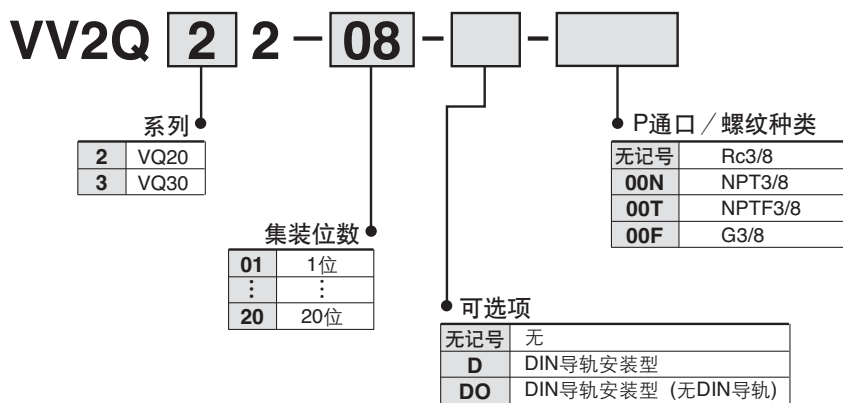 VV2Q 2 2 - 08 - -
系列
2 VQ20
3 VQ30
集装位数
01 1位
⋮ ⋮
20 20位
可选项
无记号 无
D DIN导轨安装型
DO DIN导轨安装型 (无DIN导轨)
P通口／螺纹种类
无记号 Rc3/8
00N NPT3/8
00T NPTF3/8
00F G3/8